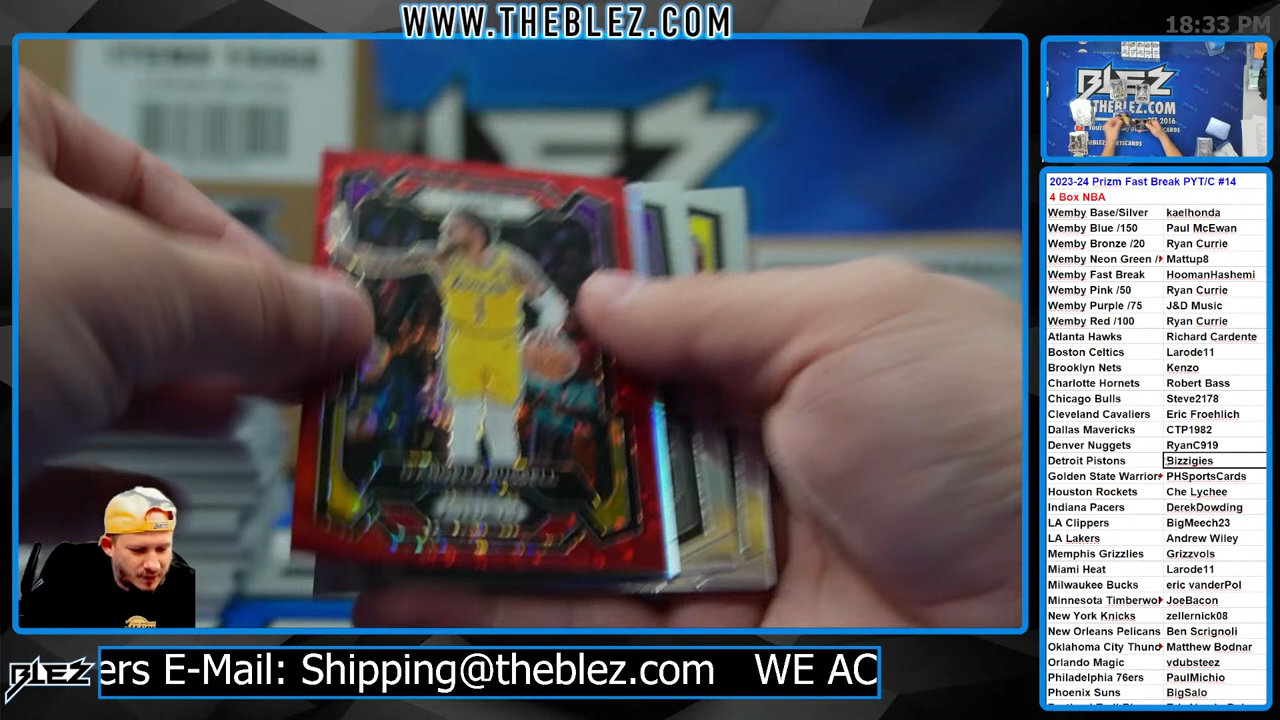 WWW.THEBLEZ.COM
18:33 PM
BLEZ
THEBLEZ.COM
2023-24 Prizm Fast Break PYT/C #14
4 Box NBA
Wemby Base/Silver kaelhonda
Wemby Blue /150 Paul McEwan
Wemby Bronze /20 Ryan Currie
Wemby Neon Green / Mattup8
Wemby Fast Break HoomanHashemi
Wemby Pink /50 Ryan Currie
Wemby Purple /75 J&D Music
Wemby Red /100 Ryan Currie
Atlanta Hawks Richard Cardente
Boston Celtics Larode11
Brooklyn Nets Kenzo
Charlotte Hornets Robert Bass
Chicago Bulls Steve2178
Cleveland Cavaliers Eric Froehlich
Dallas Mavericks CTP1982
Denver Nuggets RyanC919
Detroit Pistons Bizzigies
Golden State Warrior PHSportsCards
Houston Rockets Che Lychee
Indiana Pacers DerekDowding
LA Clippers BigMeech23
LA Lakers Andrew Wiley
Memphis Grizzlies Grizzvols
Miami Heat Larode11
Milwaukee Bucks eric vanderPol
Minnesota Timberwo JoeBacon
New York Knicks zellernick08
New Orleans Pelicans Ben Scrignoli
Oklahoma City Thund Matthew Bodnar
Orlando Magic vdubsteez
Philadelphia 76ers PaulMichio
Phoenix Suns BigSalo
BLEZ
ers E-Mail: Shipping@theblez.com WE AC